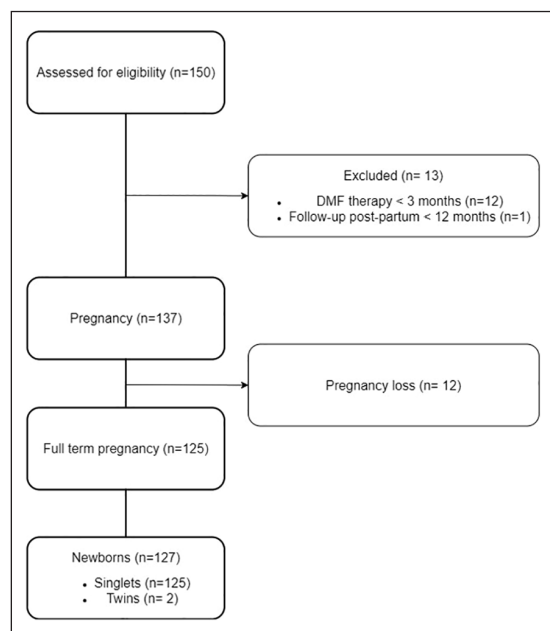 Assessed for eligibility (n=150)
Excluded (n= 13)
• DMF therapy < 3 months (n=12)
• Follow-up post-partum < 12 months (n=1)
Pregnancy (n=137)
Pregnancy loss (n= 12)
Full term pregnancy (n=125)
Newborns (n=127)
• Singlets (n=125)
• Twins (n= 2)